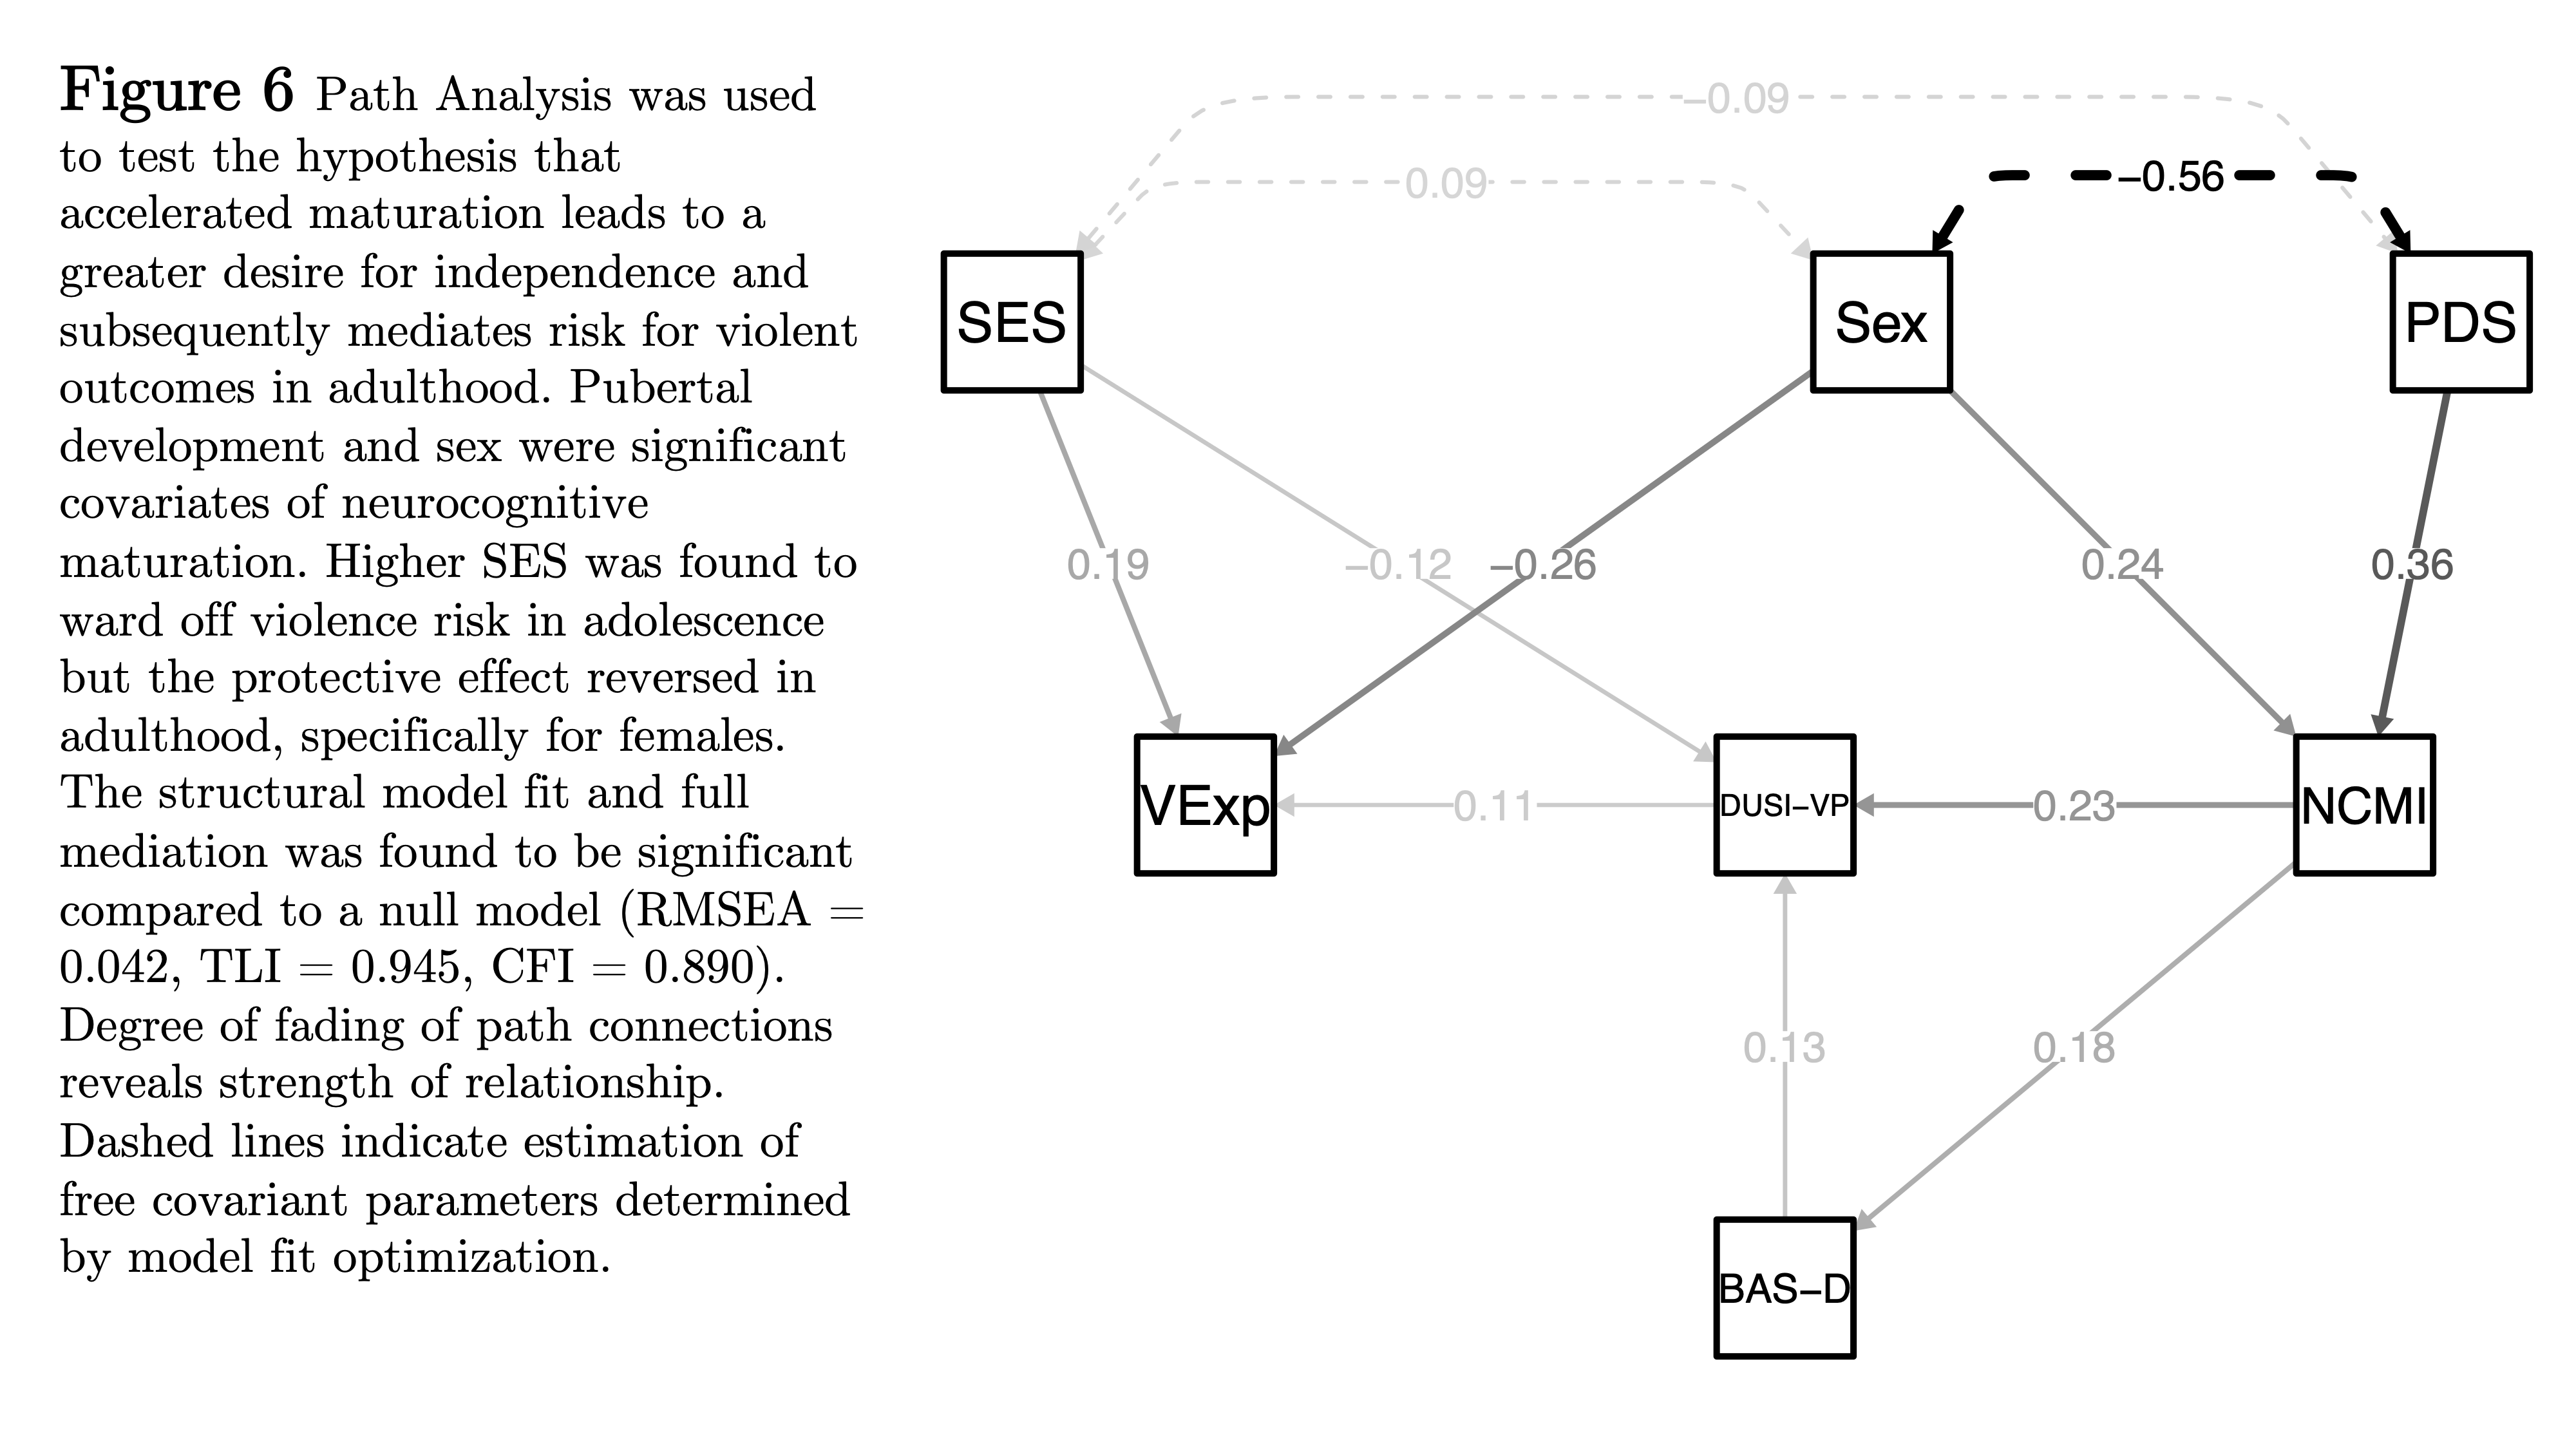 Figure 6 Path Analysis was used
to test the hypothesis that
accelerated maturation leads to a
greater desire for independence and
subsequently mediates risk for violent
outcomes in adulthood. Pubertal
development and sex were significant
covariates of neurocognitive
maturation. Higher SES was found to
ward off violence risk in adolescence
but the protective effect reversed in
adulthood, specifically for females.
The structural model fit and full
mediation was found to be significant
compared to a null model (RMSEA =
0.042, TLI = 0.945, CFI = 0.890).
Degree of fading of path connections
reveals strength of relationship.
Dashed lines indicate estimation of
free covariant parameters determined
by model fit optimization.
−0.09
0.09
−0.56
SES
Sex
PDS
0.19
−0.12
−0.26
0.24
0.36
VExp
0.11
DUSI−VP
0.23
NCMI
0.13
0.18
BAS−D